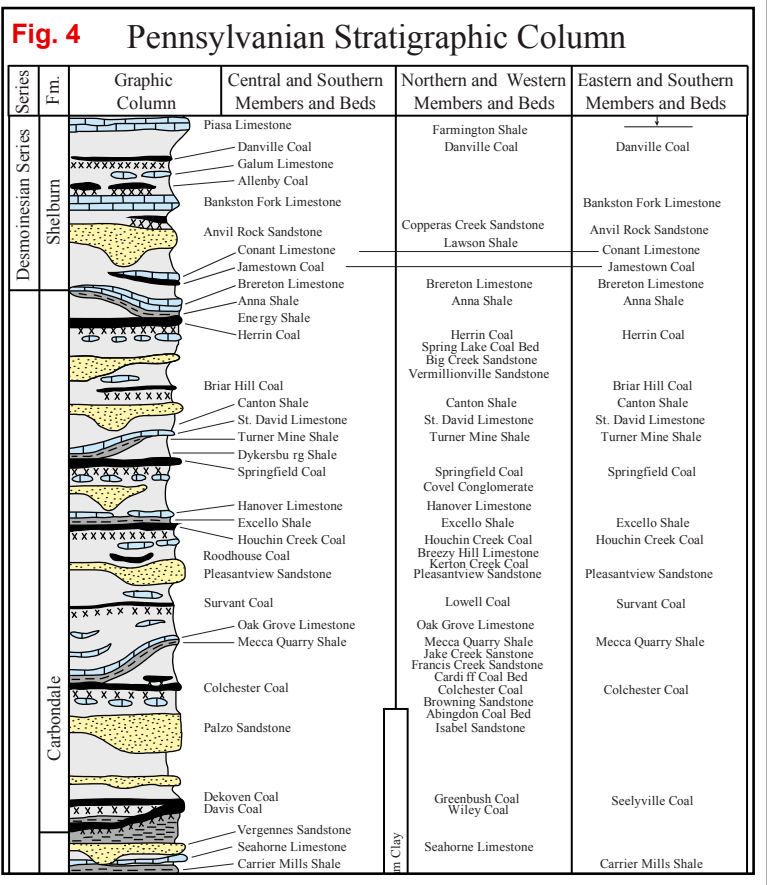 Fig. 4 Pennsylvanian Stratigraphic Column
Series
Fm.
Graphic
Column
Central and Southern
Members and Beds
Northern and Western
Members and Beds
Eastern and Southern
Members and Beds
Desmoinesian Series
Shelburn
Carbondale
Piasa Limestone
Danville Coal
Galum Limestone
Allenby Coal
Bankston Fork Limestone
Anvil Rock Sandstone
Conant Limestone
Jamestown Coal
Brereton Limestone
Anna Shale
Energy Shale
Herrin Coal
Briar Hill Coal
Canton Shale
St. David Limestone
Turner Mine Shale
Dykersbu rg Shale
Springfield Coal
Hanover Limestone
Excello Shale
Houchin Creek Coal
Roodhouse Coal
Pleasantview Sandstone
Survant Coal
Oak Grove Limestone
Mecca Quarry Shale
Colchester Coal
Palzo Sandstone
Dekoven Coal
Davis Coal
Vergennes Sandstone
Seahorne Limestone
Carrier Mills Shale
Farmington Shale
Danville Coal
Copperas Creek Sandstone
Lawson Shale
Brereton Limestone
Anna Shale
Herrin Coal
Spring Lake Coal Bed
Big Creek Sandstone
Vermillionville Sandstone
Canton Shale
St. David Limestone
Turner Mine Shale
Springfield Coal
Covel Conglomerate
Hanover Limestone
Excello Shale
Houchin Creek Coal
Breezy Hill Limestone
Kerton Creek Coal
Pleasantview Sandstone
Lowell Coal
Oak Grove Limestone
Mecca Quarry Shale
Jake Creek Sanstone
Francis Creek Sandstone
Cardi ff Coal Bed
Colchester Coal
Browning Sandstone
Abingdon Coal Bed
Isabel Sandstone
Greenbush Coal
Wiley Coal
Seahorne Limestone
m Clay
Danville Coal
Bankston Fork Limestone
Anvil Rock Sandstone
Conant Limestone
Jamestown Coal
Brereton Limestone
Anna Shale
Herrin Coal
Briar Hill Coal
Canton Shale
St. David Limestone
Turner Mine Shale
Springfield Coal
Excello Shale
Houchin Creek Coal
Pleasantview Sandstone
Survant Coal
Mecca Quarry Shale
Colchester Coal
Seelyville Coal
Carrier Mills Shale